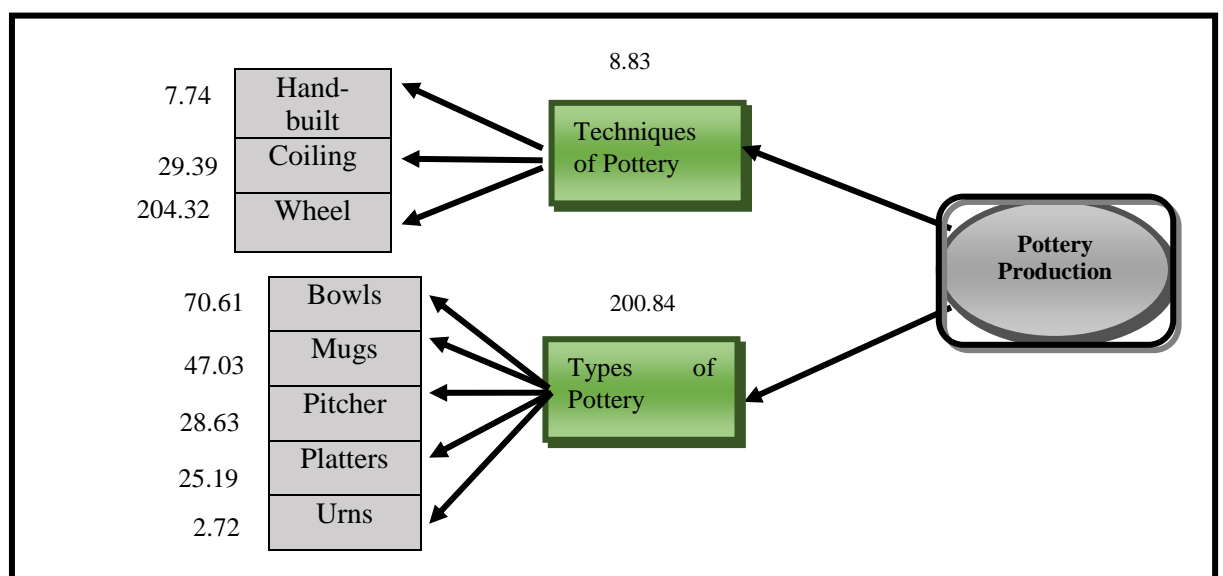 8.83
7.74
Hand-
built
Techniques
of Pottery
29.39
Coiling
204.32
Wheel
Pottery
Production
70.61
Bowls
200.84
47.03
Mugs
Types of
Pottery
28.63
Pitcher
25.19
Platters
2.72
Urns